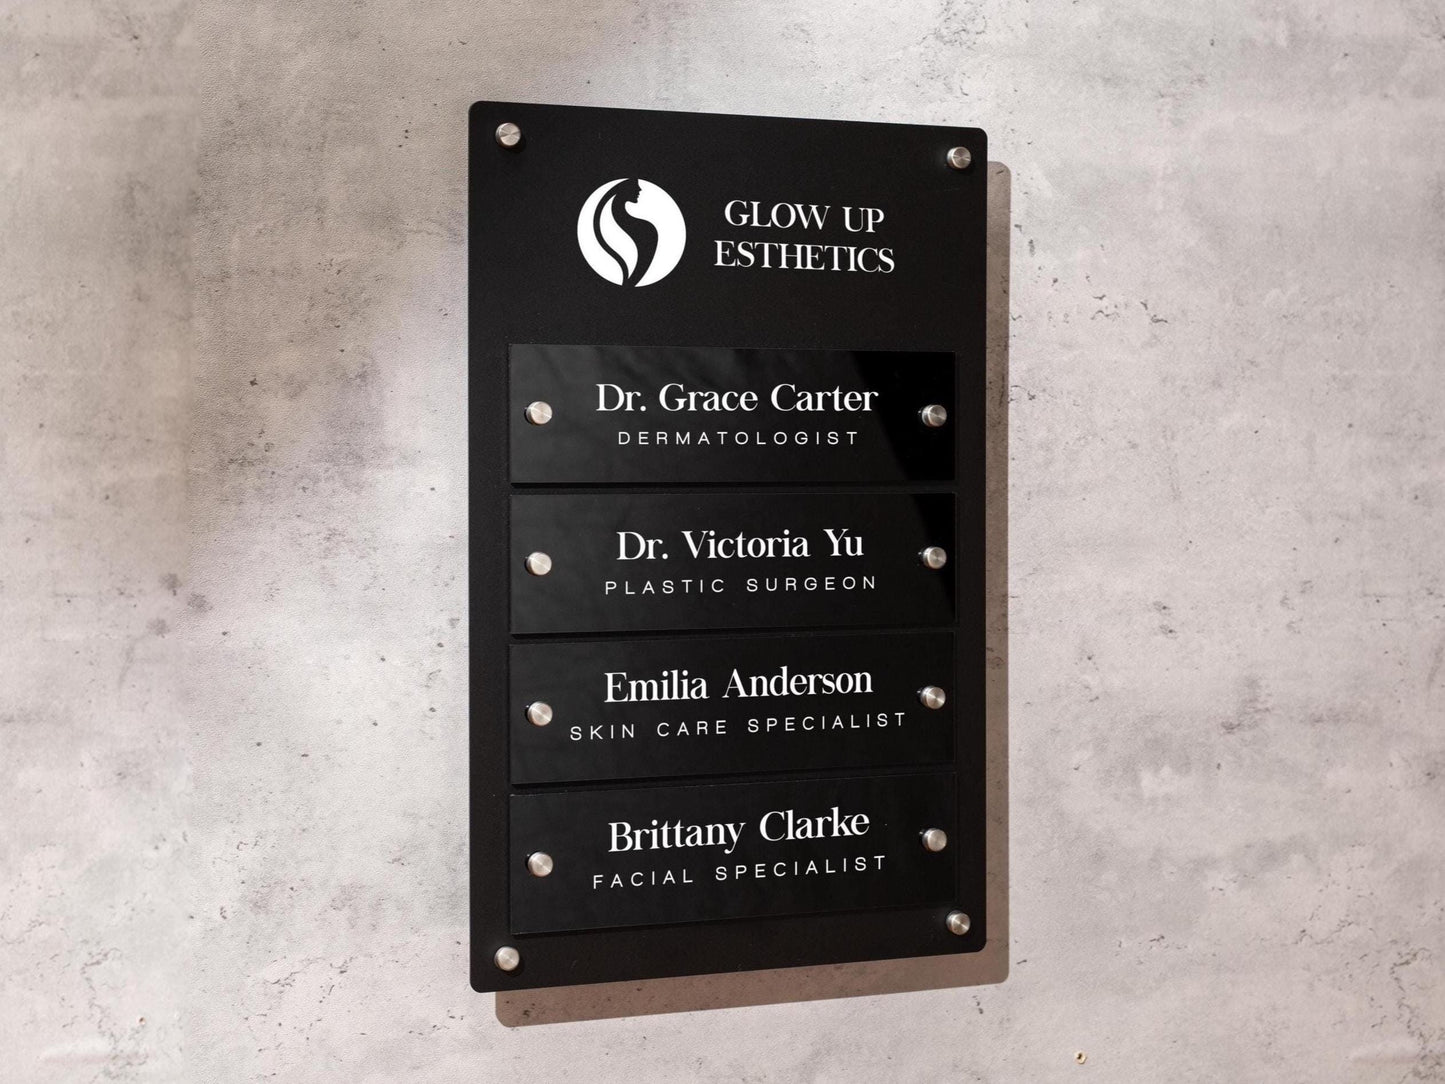 GLOW UP
ESTHETICS
Dr. Grace Carter
DERMATOLOGIST
Dr. Victoria Yu
PLASTIC SURGEON
Emilia Anderson
SKIN CARE SPECIALIST
Brittany Clarke
FACIAL SPECIALIST